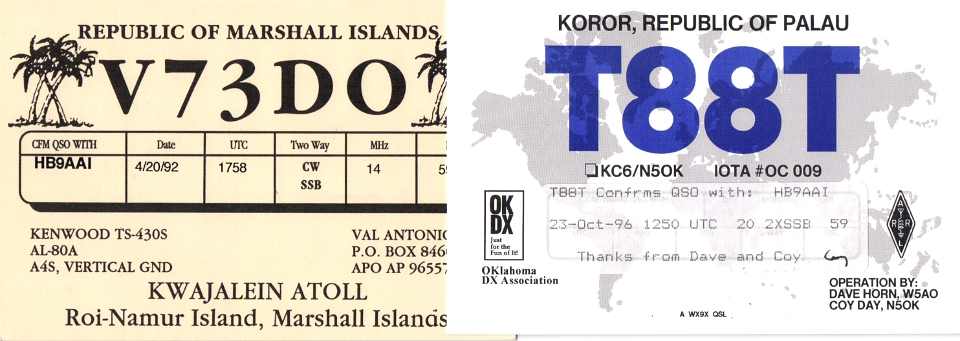 REPUBLIC OF MARSHALL ISLANDS
V73DO
CFM QSO WITH Date UTC Two Way MHz
HB9AAI 4/20/92 1758 CW 14
SSB
KENWOOD TS-430S
AL-80A
A4S, VERTICAL GND
VAL ANTONIO
P.O. BOX 846
APO AP 96557
KWAJALEIN ATOLL
Roi-Namur Island, Marshall Islands
KOROR, REPUBLIC OF PALAU
T88T
KC6/N5OK IOTA #OC 009
T88T Confrms QSO with: HB9AAI
23-Oct-96 1250 UTC 20 2XSSB 59
Thanks from Dave and Coy
OK
DX
Just
for the
Fun of It!
OKlahoma
DX Association
ARRL
OPERATION BY:
DAVE HORN, W5AO
COY DAY, N5OK
A WX9X QSL